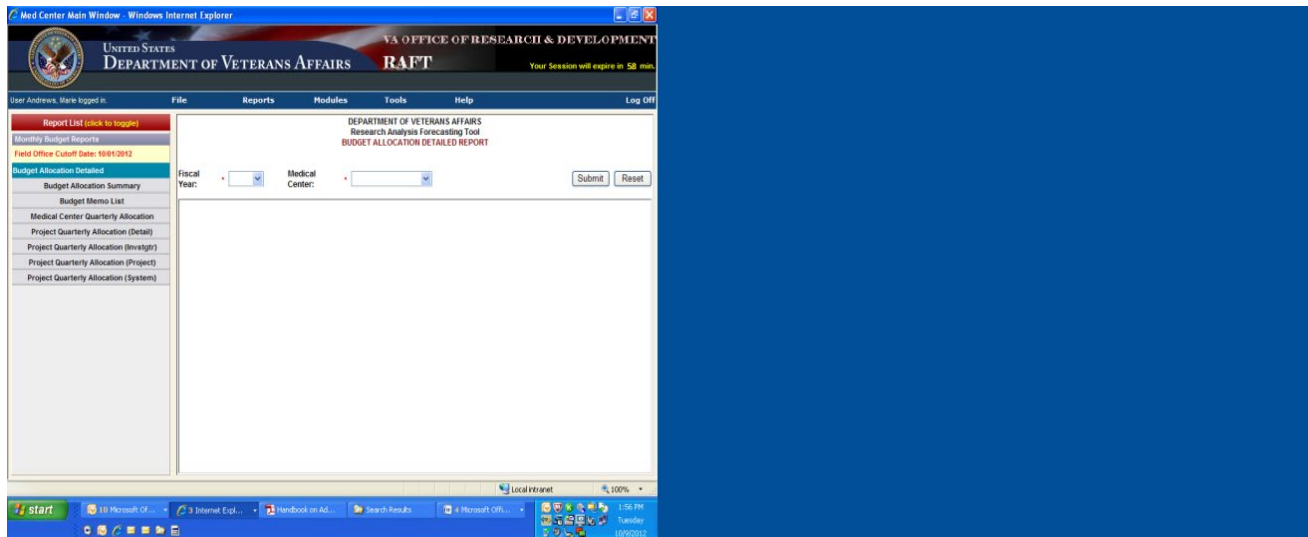 Med Center Main Window - Windows Internet Explorer
UNITED STATES
DEPARTMENT OF VETERANS AFFAIRS
VA OFFICE OF RESEARCH & DEVELOPMENT
RAFT
Your Session will expire in 58 min.
User Andrews, Marie logged in.
File Reports Modules Tools Help Log Off
Report List (click to toggle)
Monthly Budget Reports
Field Office Cutoff Date: 10/01/2012
Budget Allocation Detailed
Budget Allocation Summary
Budget Memo List
Medical Center Quarterly Allocation
Project Quarterly Allocation (Detail)
Project Quarterly Allocation (Invstgtr)
Project Quarterly Allocation (Project)
Project Quarterly Allocation (System)
DEPARTMENT OF VETERANS AFFAIRS
Research Analysis Forecasting Tool
BUDGET ALLOCATION DETAILED REPORT
Fiscal Year: *
Medical Center: *
Submit Reset
Local intranet 100%
start 10 Microsoft Of... 3 Internet Expl... Handbook on Ad... Search Results 4 Microsoft Offi...
1:56 PM
Tuesday
10/9/2012